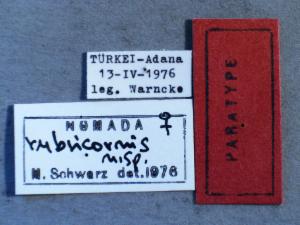 TÜRKEI-Adana
13-IV-1976
leg. Warncke
NOMADA ♀
rubricornis
n.sp.
M. Schwarz det.1976
PARATYPE